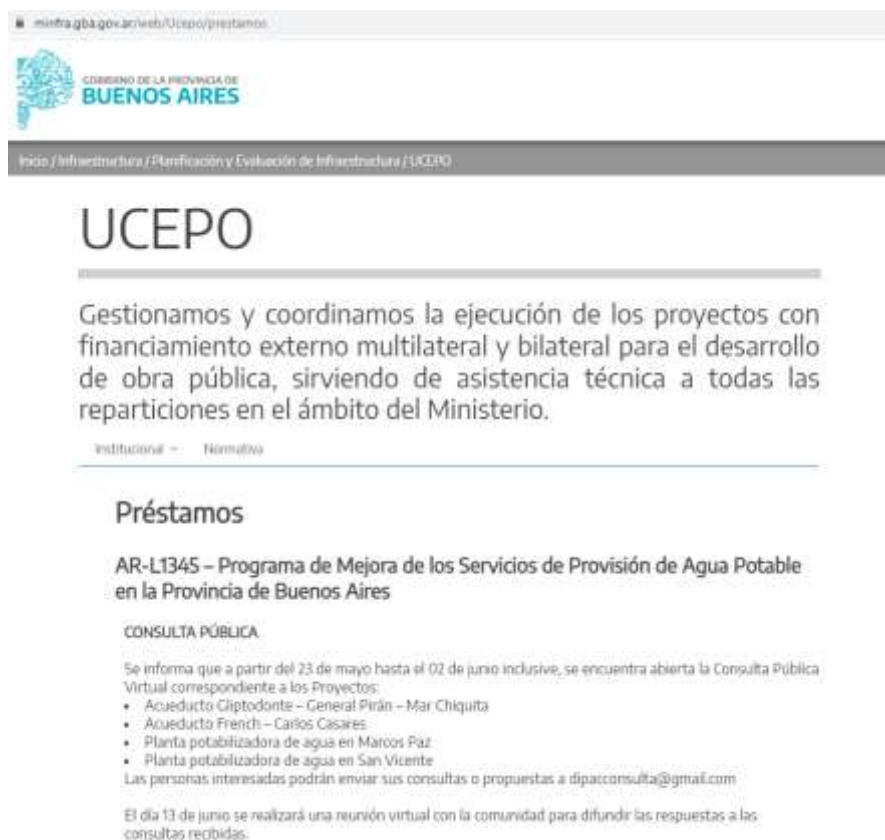 minfra.gba.gov.ar/web/Ucepo/prestamos
GOBIERNO DE LA PROVINCIA DE
BUENOS AIRES
Inicio / Infraestructura / Planificación y Evaluación de Infraestructura / UCEPO
UCEPO
Gestionamos y coordinamos la ejecución de los proyectos con
financiamiento externo multilateral y bilateral para el desarrollo
de obra pública, sirviendo de asistencia técnica a todas las
reparticiones en el ámbito del Ministerio.
Institucional Normativa
Préstamos
AR-L1345 – Programa de Mejora de los Servicios de Provisión de Agua Potable
en la Provincia de Buenos Aires
CONSULTA PÚBLICA
Se informa que a partir del 23 de mayo hasta el 02 de junio inclusive, se encuentra abierta la Consulta Pública
Virtual correspondiente a los Proyectos:
• Acueducto Gliptodonte – General Pirán – Mar Chiquita
• Acueducto French – Carlos Casares
• Planta potabilizadora de agua en Marcos Paz
• Planta potabilizadora de agua en San Vicente
Las personas interesadas podrán enviar sus consultas o propuestas a dipacconsulta@gmail.com
El día 13 de junio se realizará una reunión virtual con la comunidad para difundir las respuestas a las
consultas recibidas.